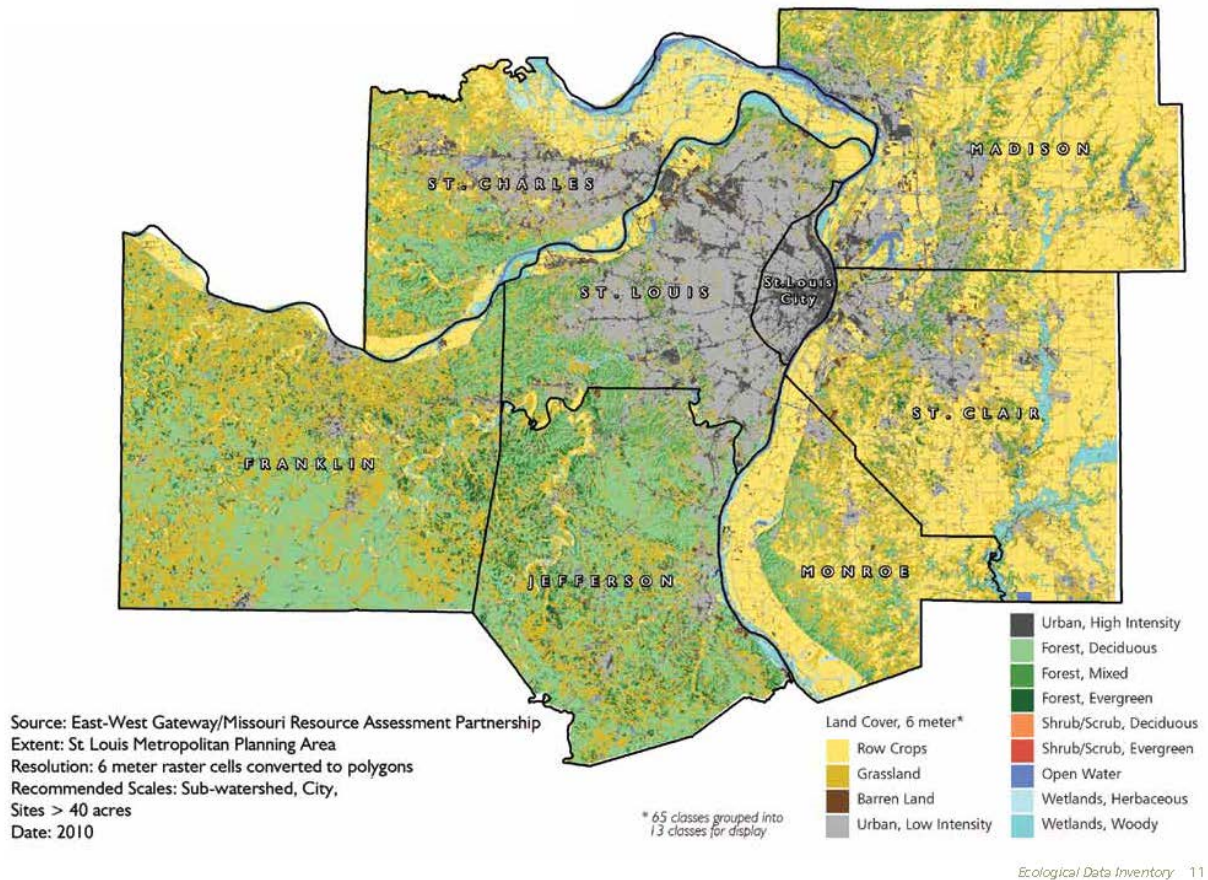 MADISON
ST. CHARLES
ST. LOUIS
St. Louis
City
ST. CLAIR
FRANKLIN
JEFFERSON
MONROE
Source: East-West Gateway/Missouri Resource Assessment Partnership
Extent: St. Louis Metropolitan Planning Area
Resolution: 6 meter raster cells converted to polygons
Recommended Scales: Sub-watershed, City,
Sites > 40 acres
Date: 2010
* 65 classes grouped into
13 classes for display
Land Cover, 6 meter*
Row Crops
Grassland
Barren Land
Urban, Low Intensity
Urban, High Intensity
Forest, Deciduous
Forest, Mixed
Forest, Evergreen
Shrub/Scrub, Deciduous
Shrub/Scrub, Evergreen
Open Water
Wetlands, Herbaceous
Wetlands, Woody
Ecological Data Inventory 11